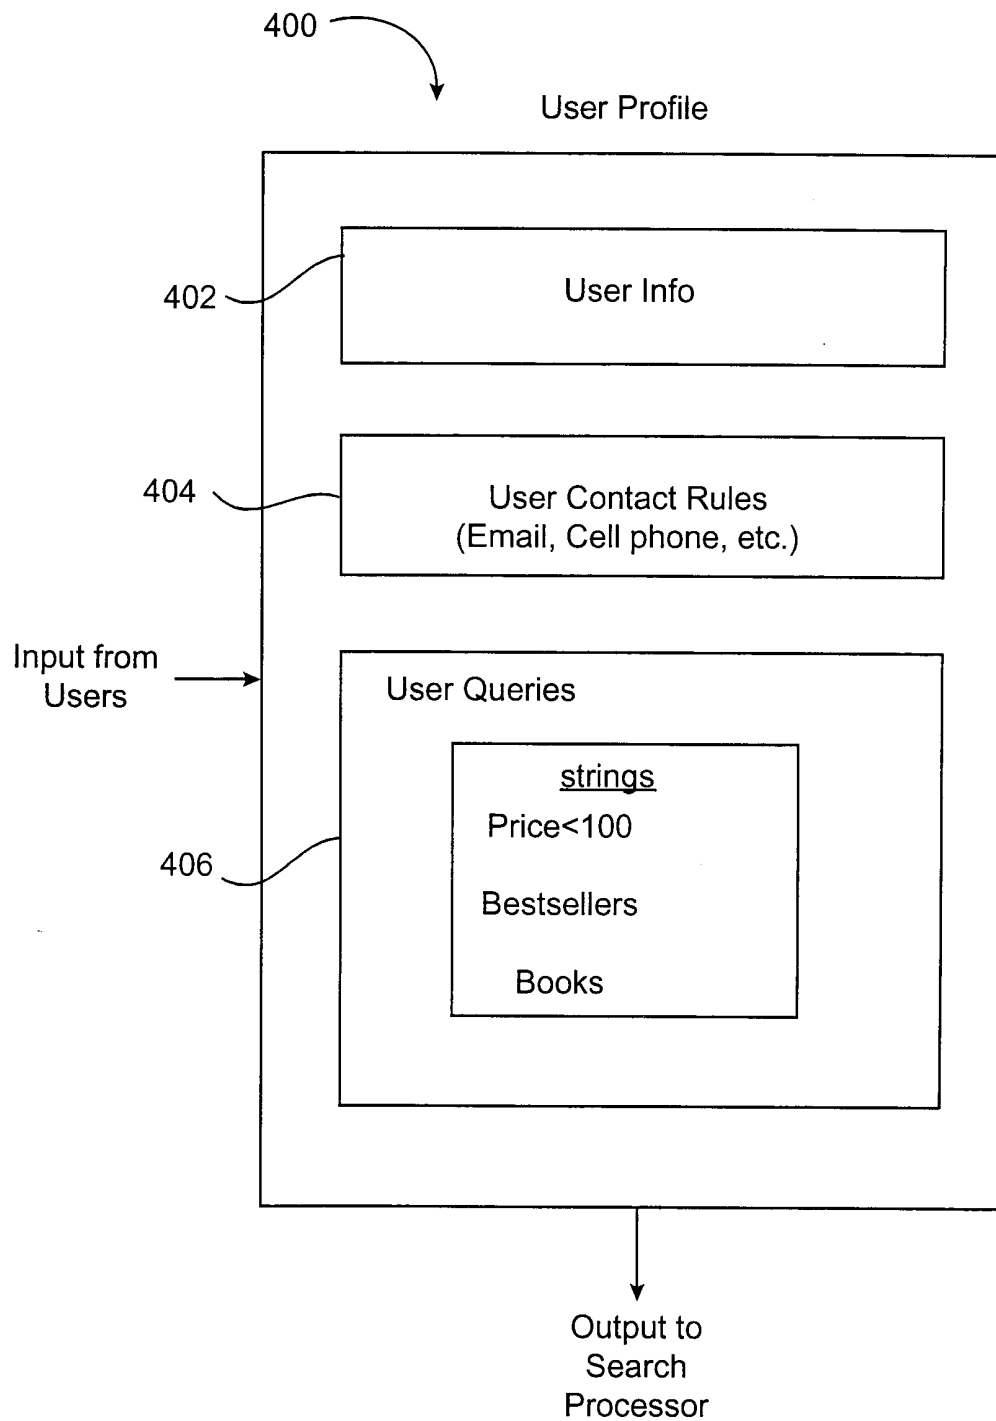 400
User Profile
402
User Info
404
User Contact Rules
(Email, Cell phone, etc.)
Input from
Users
User Queries
strings
Price<100
406
Bestsellers
Books
Output to
Search
Processor